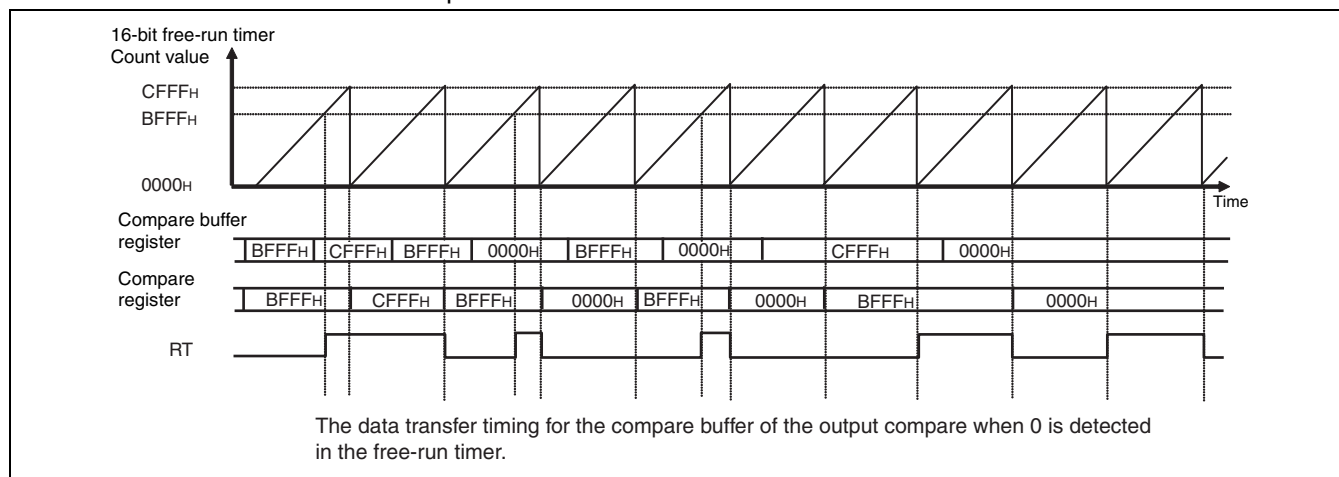 16-bit free-run timer
Count value
CFFFH
BFFFH
0000H
Time
Compare buffer
register
BFFFH CFFFH BFFFH 0000H BFFFH 0000H CFFFH 0000H
Compare
register
BFFFH CFFFH BFFFH 0000H BFFFH 0000H BFFFH 0000H
RT
The data transfer timing for the compare buffer of the output compare when 0 is detected
in the free-run timer.